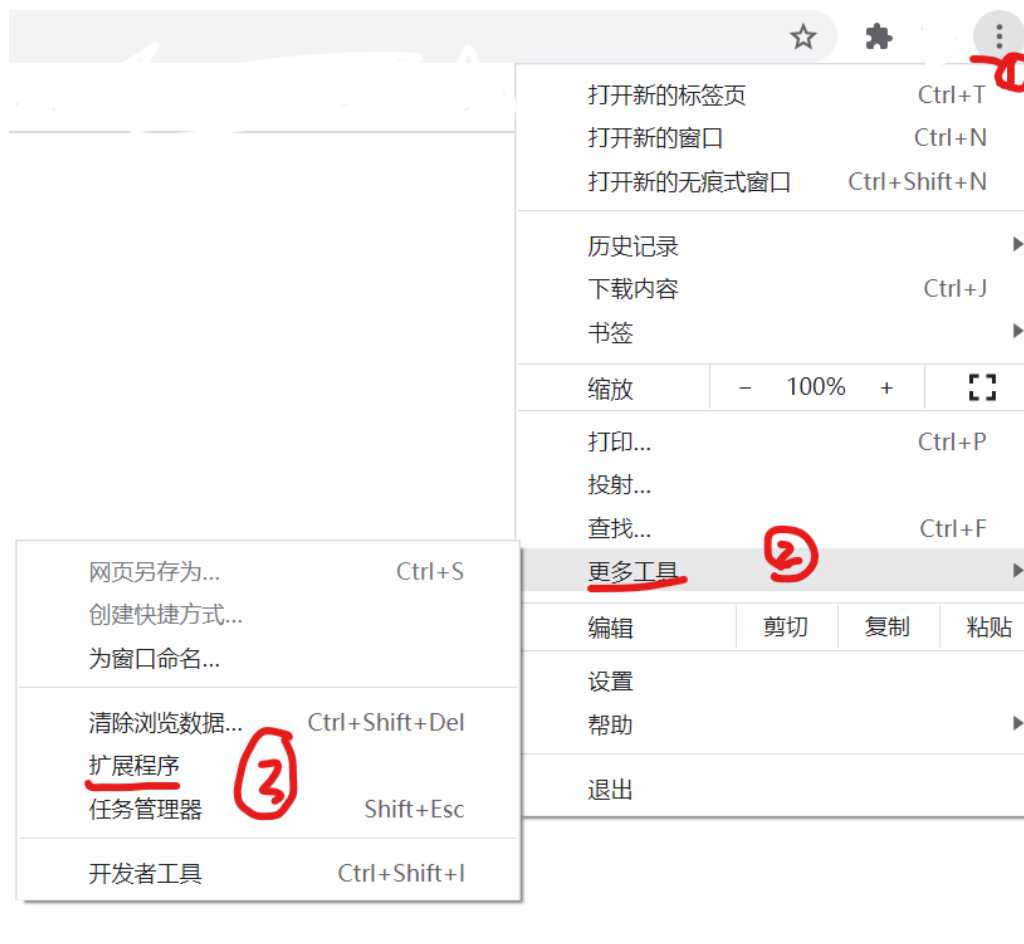 ①
打开新的标签页 Ctrl+T
打开新的窗口 Ctrl+N
打开新的无痕式窗口 Ctrl+Shift+N
历史记录
下载内容 Ctrl+J
书签
缩放 − 100% +
打印... Ctrl+P
投射...
查找... Ctrl+F
更多工具 ②
编辑 剪切 复制 粘贴
设置
帮助
退出
网页另存为... Ctrl+S
创建快捷方式...
为窗口命名...
清除浏览数据... Ctrl+Shift+Del
扩展程序 ③
任务管理器 Shift+Esc
开发者工具 Ctrl+Shift+I